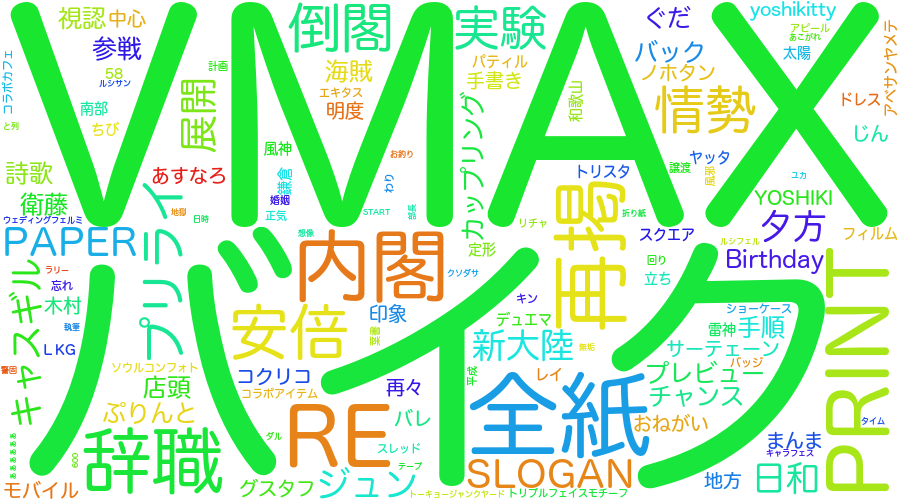 VMAX
バイク
視認
中心
参戦
58
ルシサン
計画
コラボカフェ
南部
ちび
と列
展開
倒閣
海賊
エキタス
明度
実験
パティル
手書き
和歌山
ぐだ
バック
ノホタン
情勢
yoshikitty
アピール
あこがれ
太陽
アベサンヤメテ
ドレス
じん
詩歌
あすなろ
風神
鎌倉
お釣り
わり
カップリング
トリスタ
ヤッタ
譲渡
ユカ
衛藤
婚姻
正気
START
リチャ
折り紙
YOSHIKI
ウェディングフェルミ
地獄
日時
想像
PAPER
プリライ
内閣
定形
再掲
スクエア
ルシフェル
夕方
フィルム
Birthday
ラリー
忘れ
クソダサ
回り
立ち
キャスギル
木村
執筆
安倍
印象
葉書
キン
デュエマ
ショーケース
雷神
手順
PRINT
LKG
新大陸
無垢
サーテェーン
警固
ソウルコンフォト
バッジ
店頭
コクリコ
コラボアイテム
再々
平成
レイ
プレビュー
チャンス
ぷりんと
RE
バレ
全紙
おねがい
タイム
辞職
ダル
スレッド
まんま
キャラフェス
600
テープ
SLOGAN
地方
日和
モバイル
グスタフ
ジュン
トーキョージャンクヤード
トリプルフェイスモチーフ